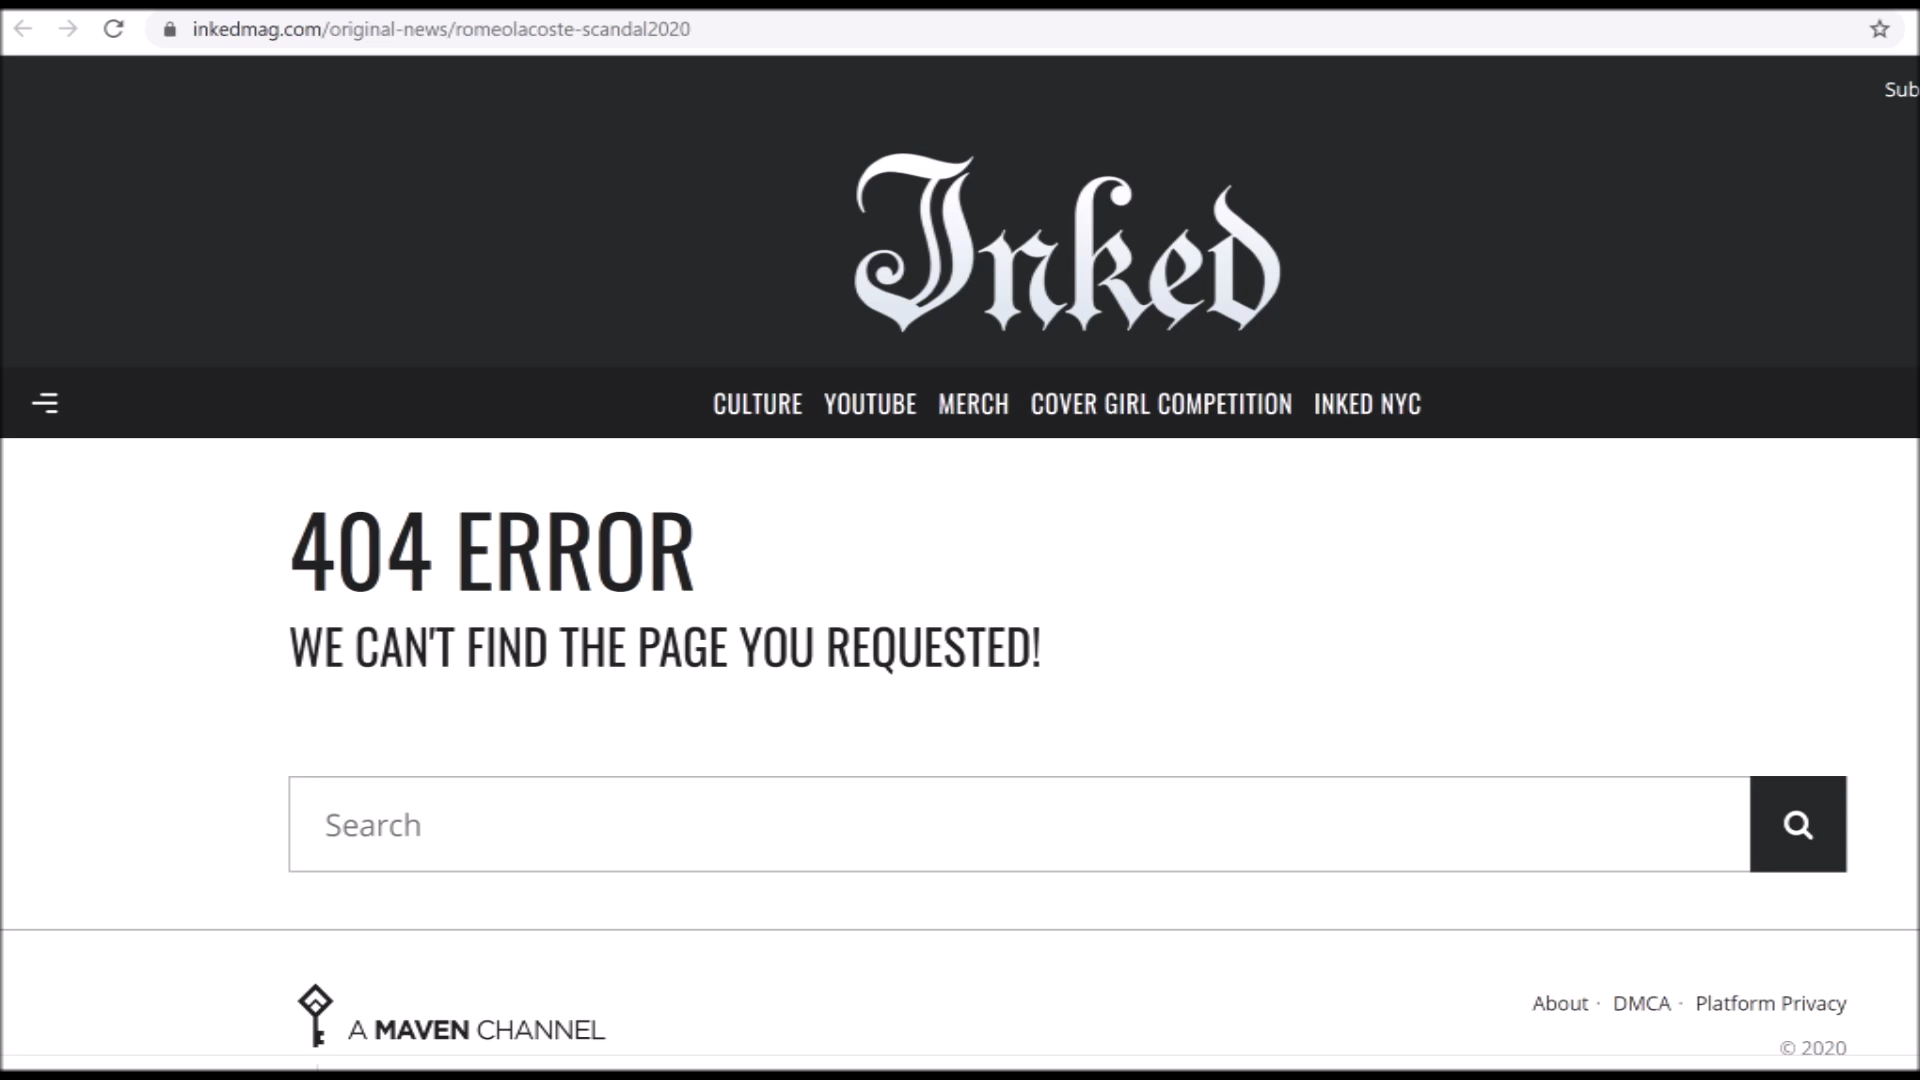 inkedmag.com/original-news/romeolacoste-scandal2020
Sub
Inked
CULTURE YOUTUBE MERCH COVER GIRL COMPETITION INKED NYC
404 ERROR
WE CAN'T FIND THE PAGE YOU REQUESTED!
Search
A MAVEN CHANNEL
About · DMCA · Platform Privacy
© 2020